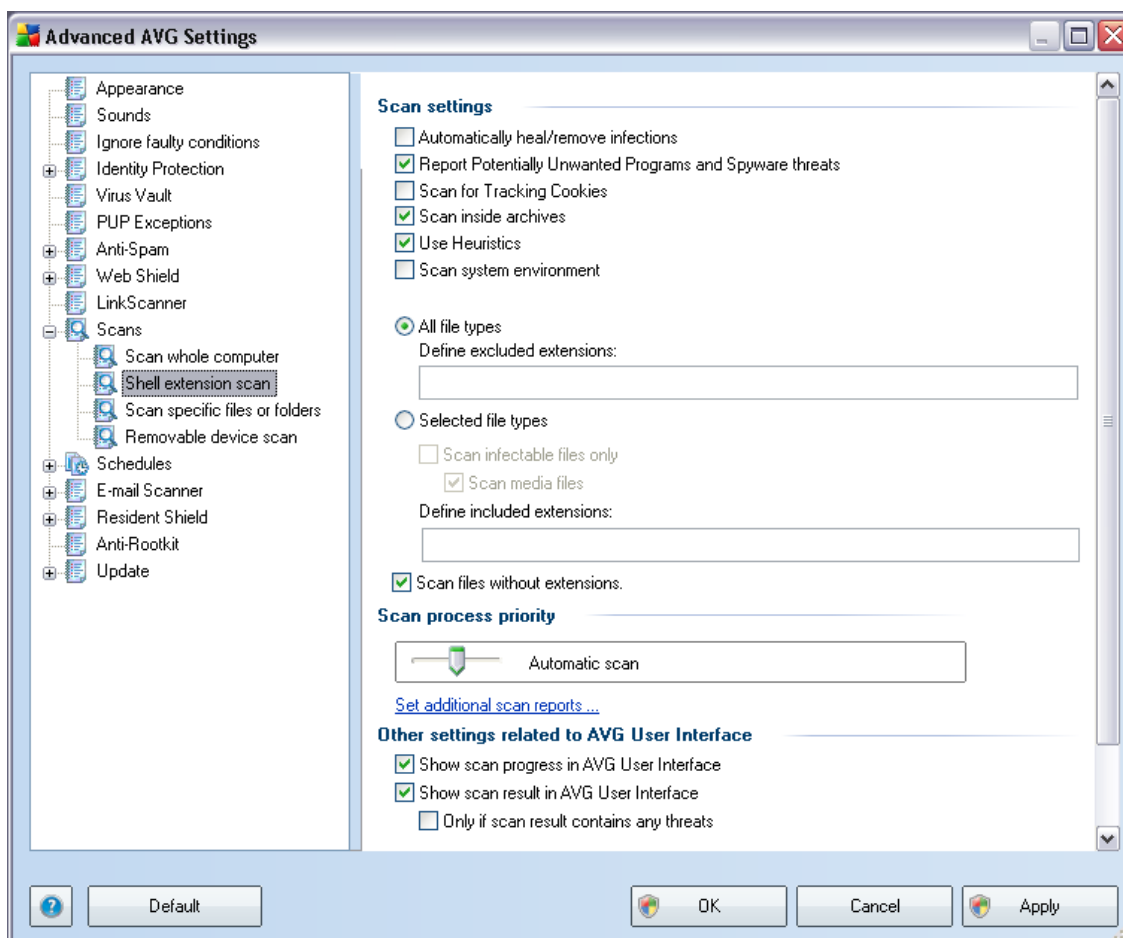 Advanced AVG Settings
Appearance
Sounds
Ignore faulty conditions
Identity Protection
Virus Vault
PUP Exceptions
Anti-Spam
Web Shield
LinkScanner
Scans
Scan whole computer
Shell extension scan
Scan specific files or folders
Removable device scan
Schedules
E-mail Scanner
Resident Shield
Anti-Rootkit
Update
Scan settings
Automatically heal/remove infections
Report Potentially Unwanted Programs and Spyware threats
Scan for Tracking Cookies
Scan inside archives
Use Heuristics
Scan system environment
All file types
Define excluded extensions:
Selected file types
Scan infectable files only
Scan media files
Define included extensions:
Scan files without extensions.
Scan process priority
Automatic scan
Set additional scan reports ...
Other settings related to AVG User Interface
Show scan progress in AVG User Interface
Show scan result in AVG User Interface
Only if scan result contains any threats
Default
OK
Cancel
Apply